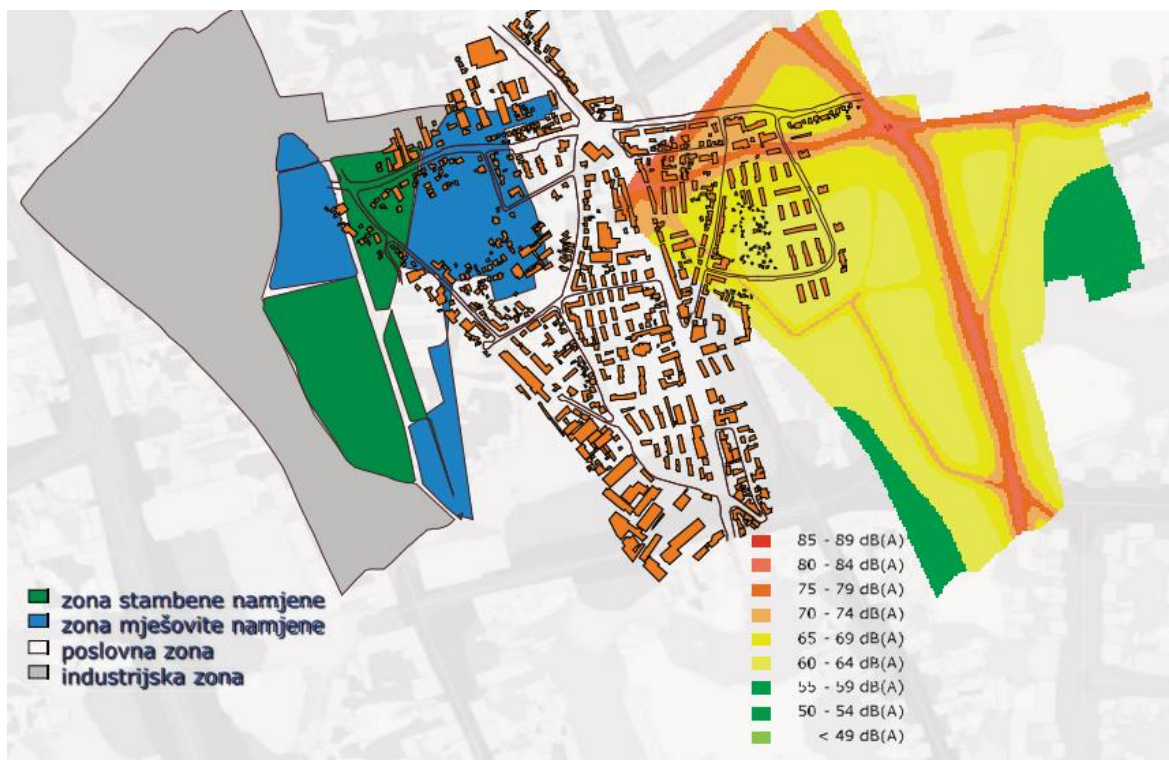 zona stambene namjene
zona mješovite namjene
poslovna zona
industrijska zona
85 - 89 dB(A)
80 - 84 dB(A)
75 - 79 dB(A)
70 - 74 dB(A)
65 - 69 dB(A)
60 - 64 dB(A)
55 - 59 dB(A)
50 - 54 dB(A)
< 49 dB(A)